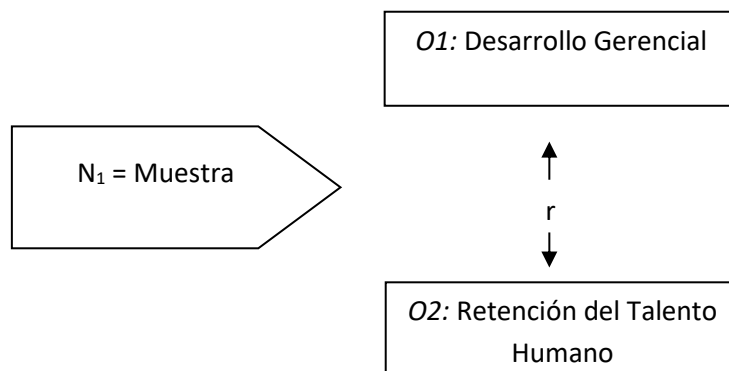 O1: Desarrollo Gerencial
N₁ = Muestra
r
O2: Retención del Talento
Humano